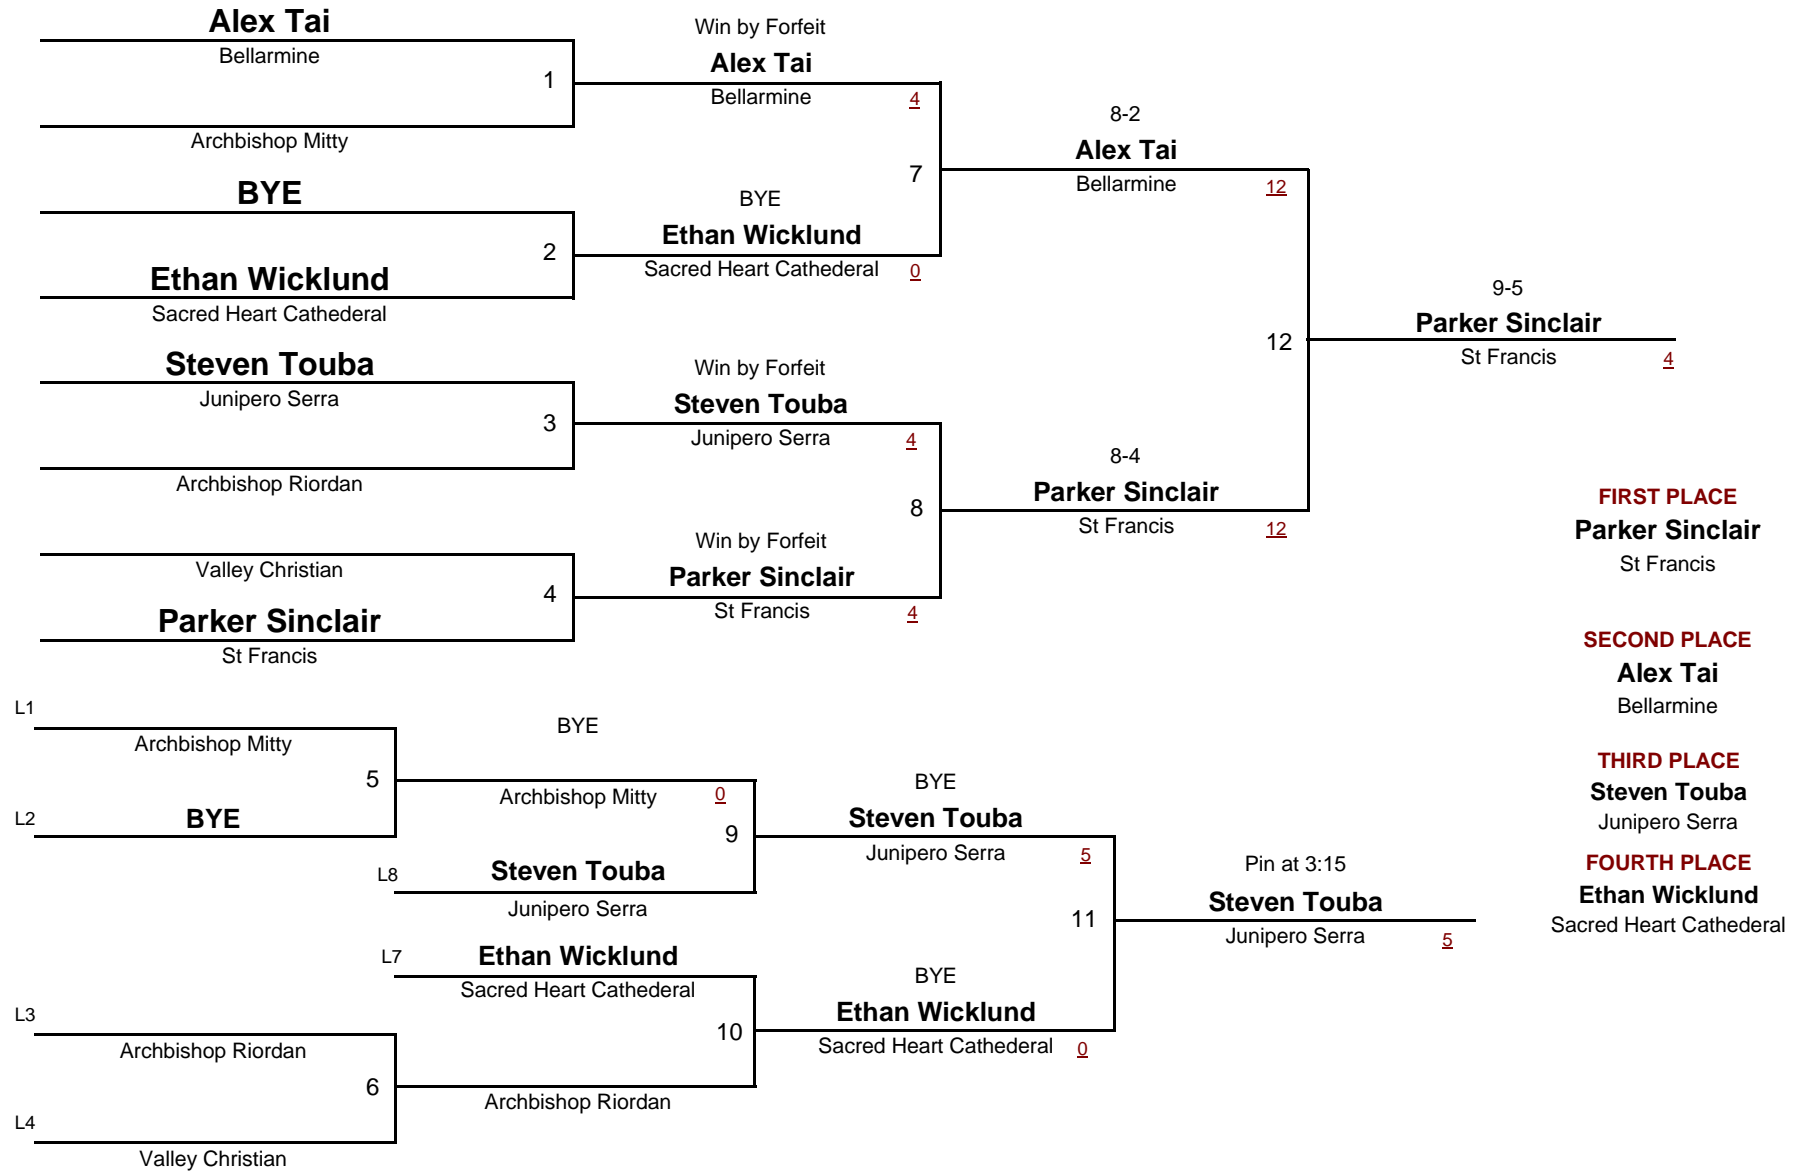 Alex Tai
Bellarmine
1
Archbishop Mitty
BYE
2
Ethan Wicklund
Sacred Heart Cathederal
Steven Touba
Junipero Serra
3
Archbishop Riordan
Valley Christian
4
Parker Sinclair
St Francis
Win by Forfeit
Alex Tai
Bellarmine
4
7
BYE
Ethan Wicklund
Sacred Heart Cathederal
0
Win by Forfeit
Steven Touba
Junipero Serra
4
8
Win by Forfeit
Parker Sinclair
St Francis
4
8-2
Alex Tai
Bellarmine
12
12
8-4
Parker Sinclair
St Francis
12
9-5
Parker Sinclair
St Francis
4
FIRST PLACE
Parker Sinclair
St Francis
SECOND PLACE
Alex Tai
Bellarmine
THIRD PLACE
Steven Touba
Junipero Serra
FOURTH PLACE
Ethan Wicklund
Sacred Heart Cathederal
L1
Archbishop Mitty
5
L2
BYE
BYE
Archbishop Mitty
0
9
L8
Steven Touba
Junipero Serra
L7
Ethan Wicklund
Sacred Heart Cathederal
10
L3
Archbishop Riordan
6
L4
Valley Christian
Archbishop Riordan
BYE
Steven Touba
Junipero Serra
5
11
BYE
Ethan Wicklund
Sacred Heart Cathederal
0
Pin at 3:15
Steven Touba
Junipero Serra
5